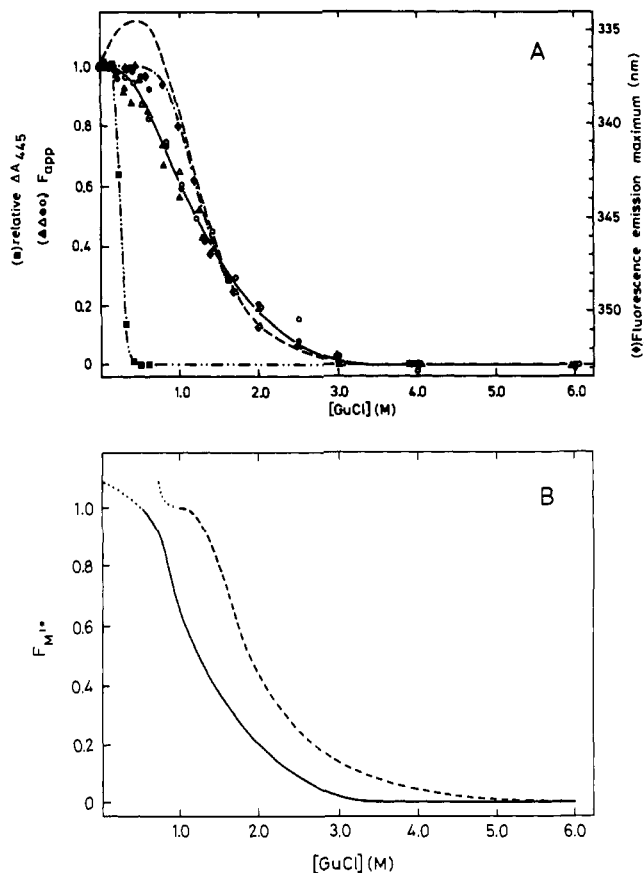 A
1.0
0.8
0.6
0.4
0.2
0
(■)relative ΔA445
(▲△●○) Fapp
335
340
345
350
(♦)Fluorescence emission maximum (nm)
1.0 2.0 3.0 4.0 5.0 6.0
[GuCl] (M)
B
1.0
0.8
0.6
0.4
0.2
0
1.0 2.0 3.0 4.0 5.0 6.0
[GuCl] (M)